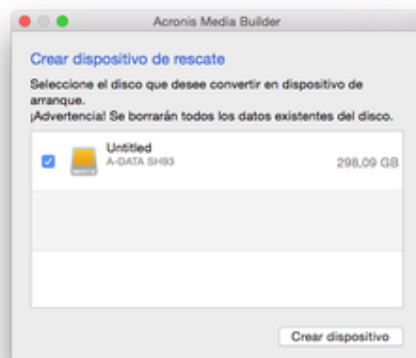 Acronis Media Builder
Crear dispositivo de rescate
Seleccione el disco que desee convertir en dispositivo de
arranque.
¡Advertencia! Se borrarán todos los datos existentes del disco.
Untitled
A-DATA SH93
298,09 GB
Crear dispositivo